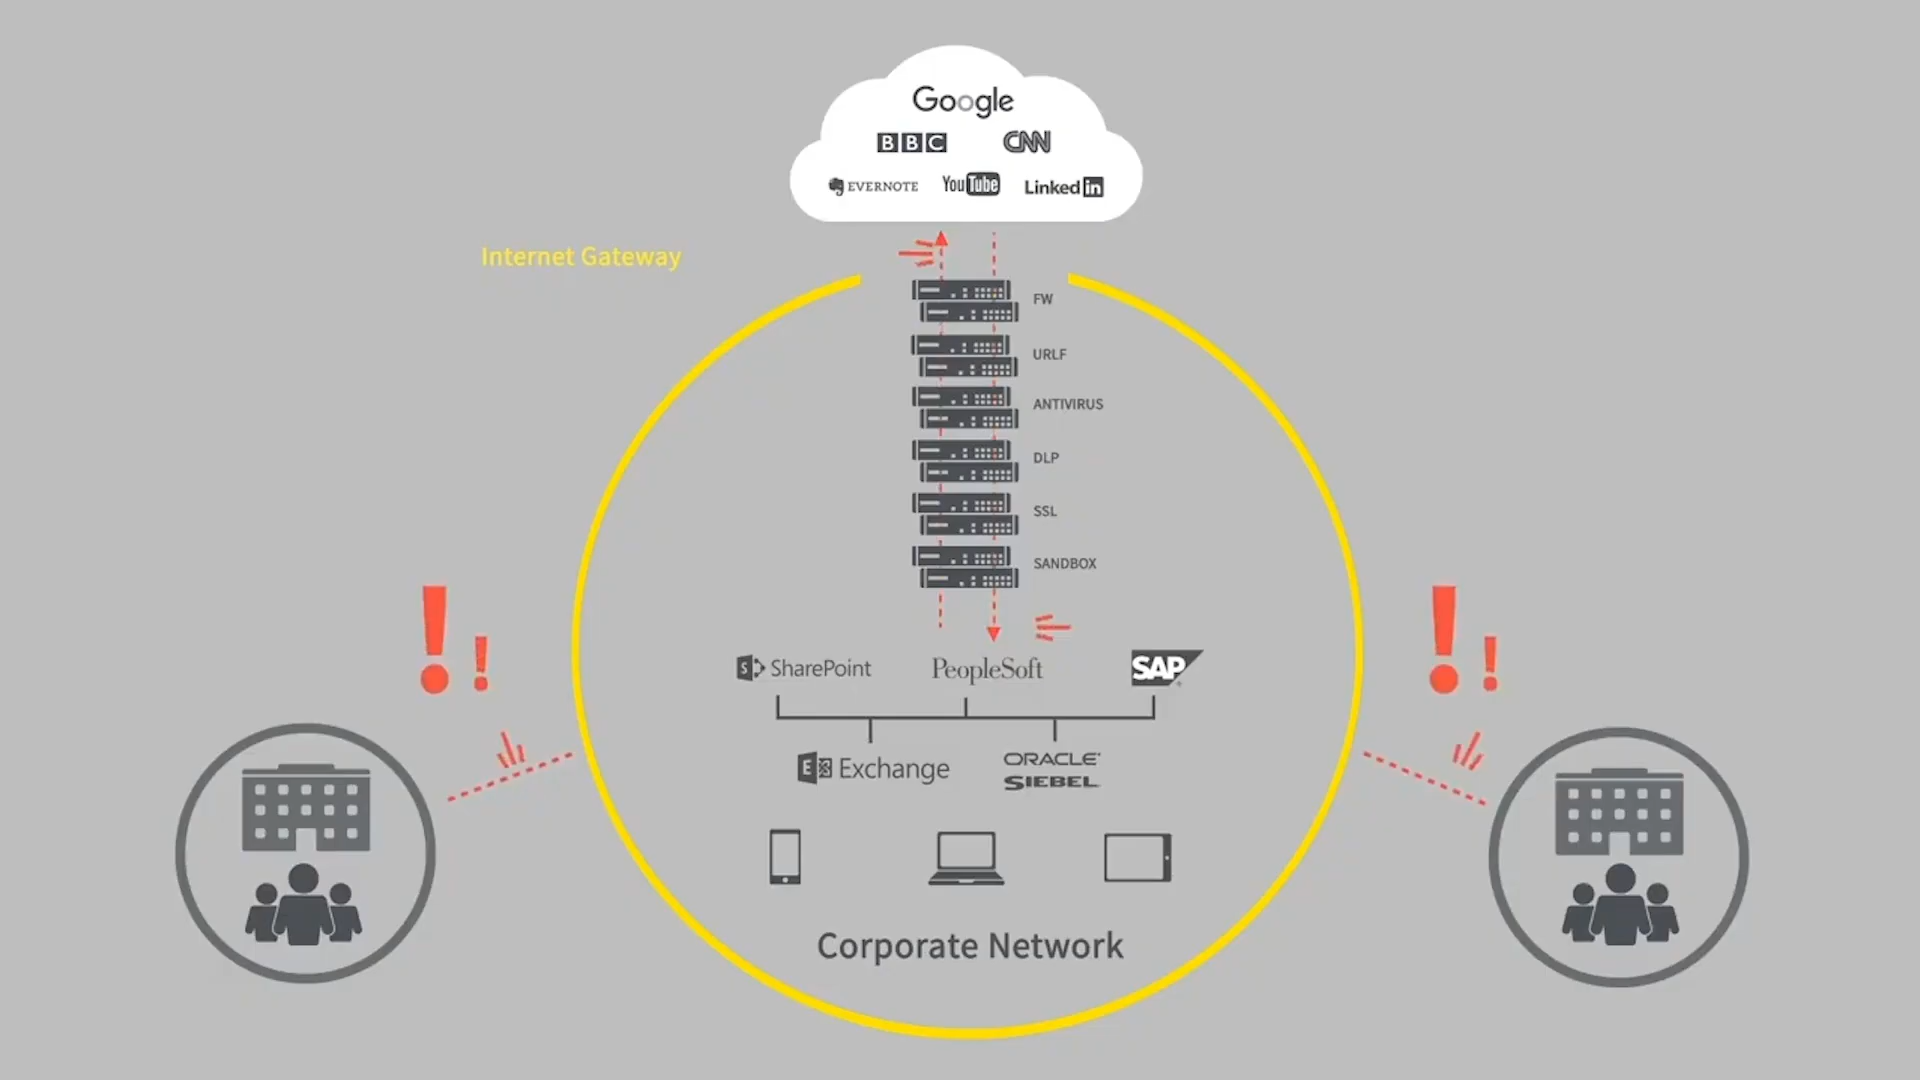 Google
BBC CNN
EVERNOTE YouTube LinkedIn
Internet Gateway
FW
URLF
ANTIVIRUS
DLP
SSL
SANDBOX
S SharePoint PeopleSoft SAP
E Exchange ORACLE
SIEBEL
Corporate Network